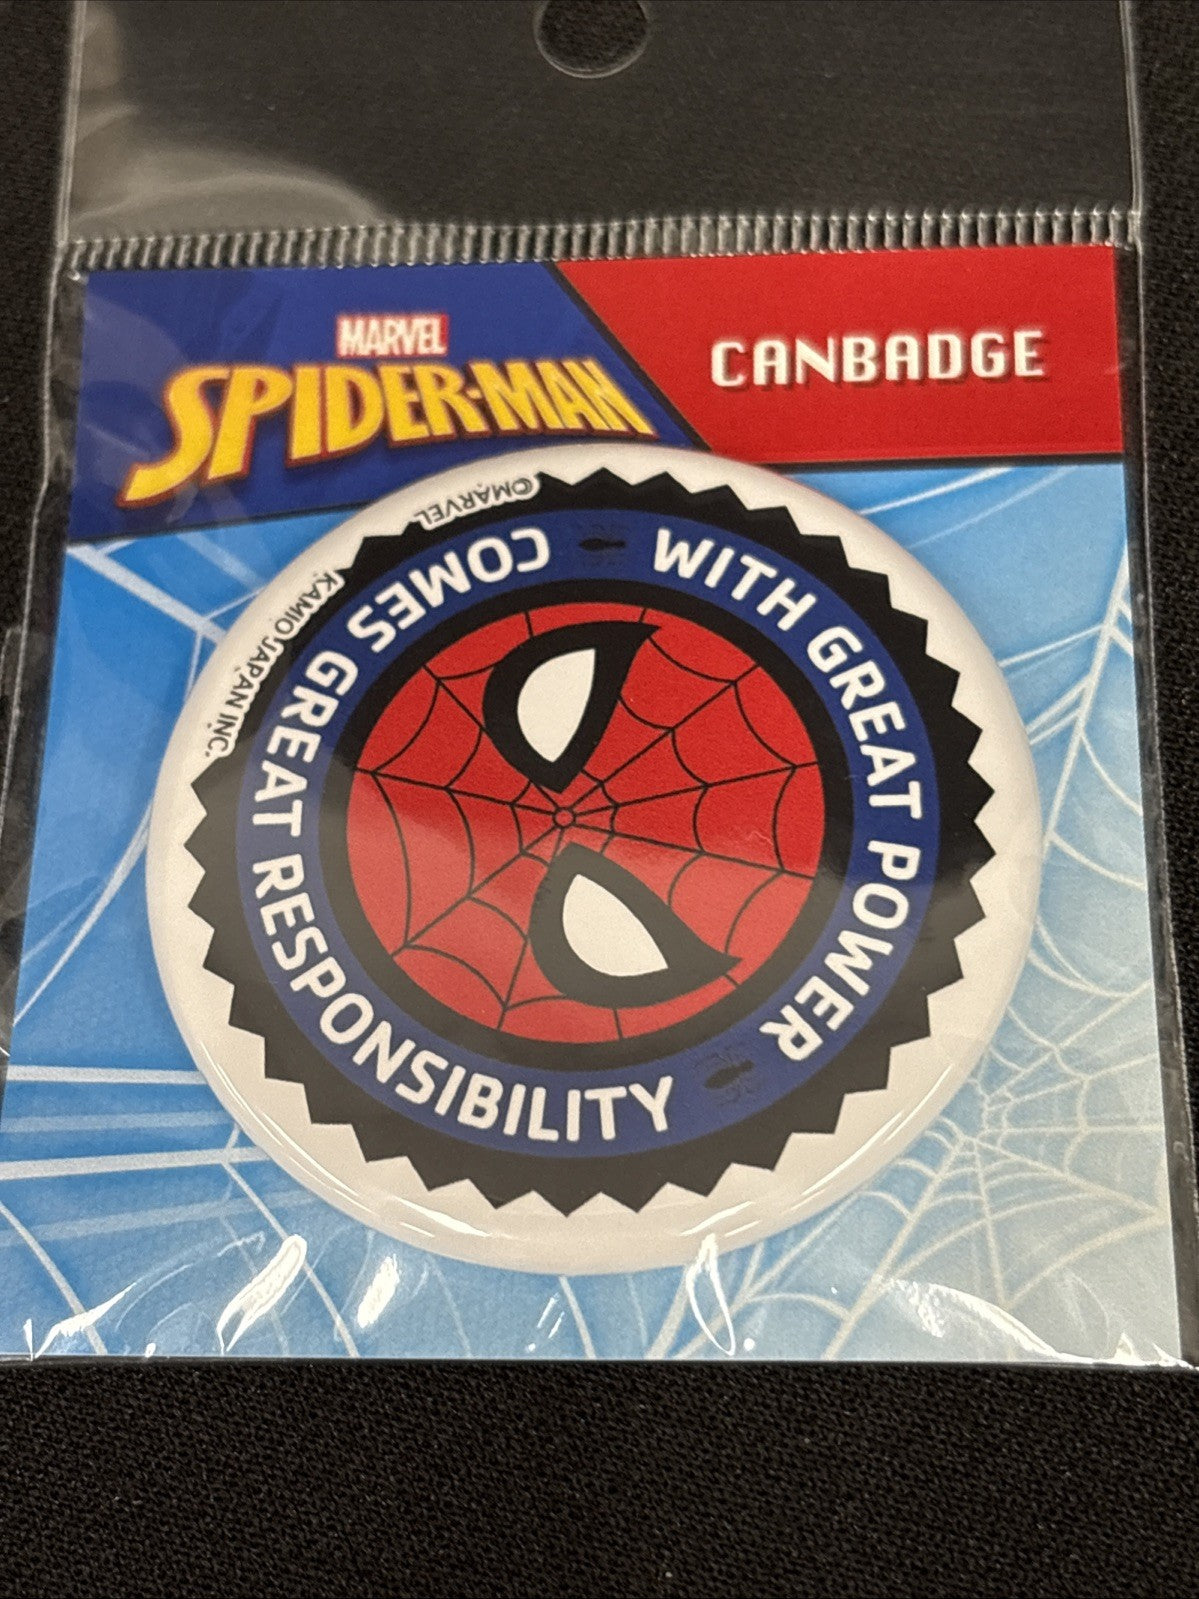 MARVEL
SPIDER-MAN
CANBADGE
WITH GREAT POWER
COMES GREAT RESPONSIBILITY
©MARVEL
KAMIO JAPAN INC.